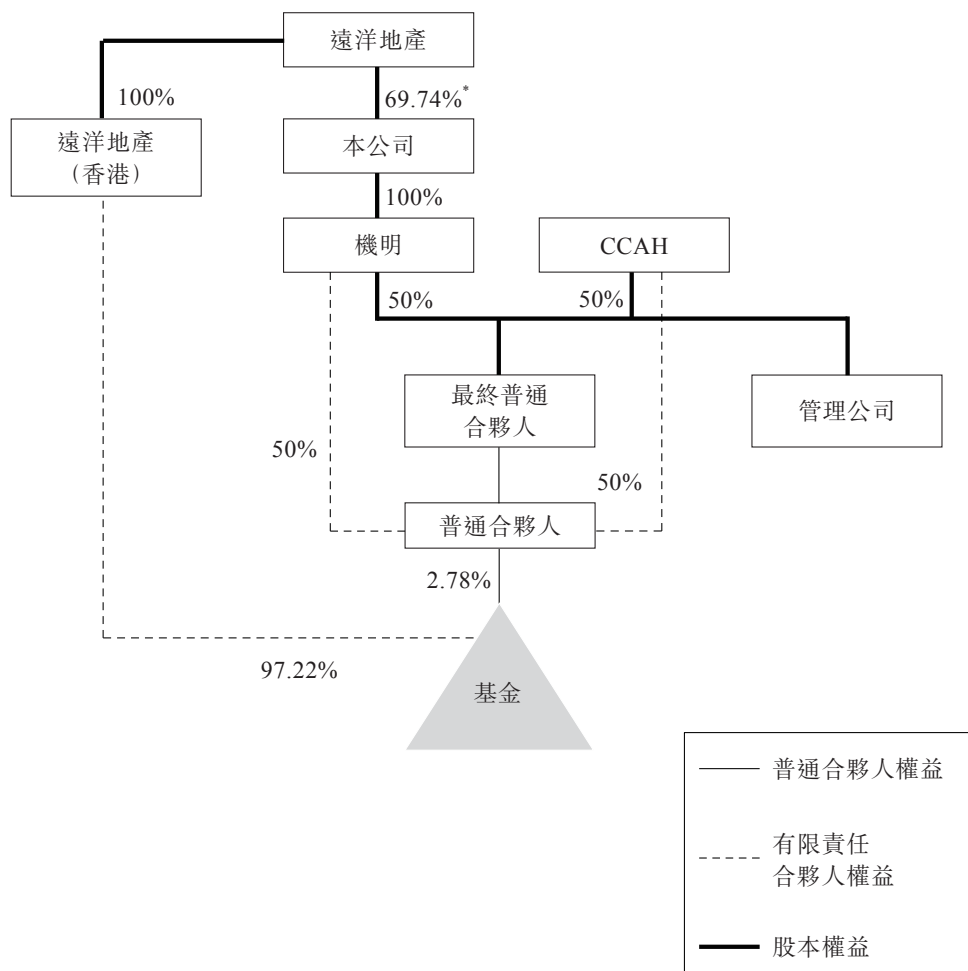 遠洋地產
100%
69.74%*
遠洋地產
（香港）
本公司
100%
機明
CCAH
50%
50%
最終普通
合夥人
管理公司
50%
50%
普通合夥人
2.78%
97.22%
基金
普通合夥人權益
有限責任
合夥人權益
股本權益